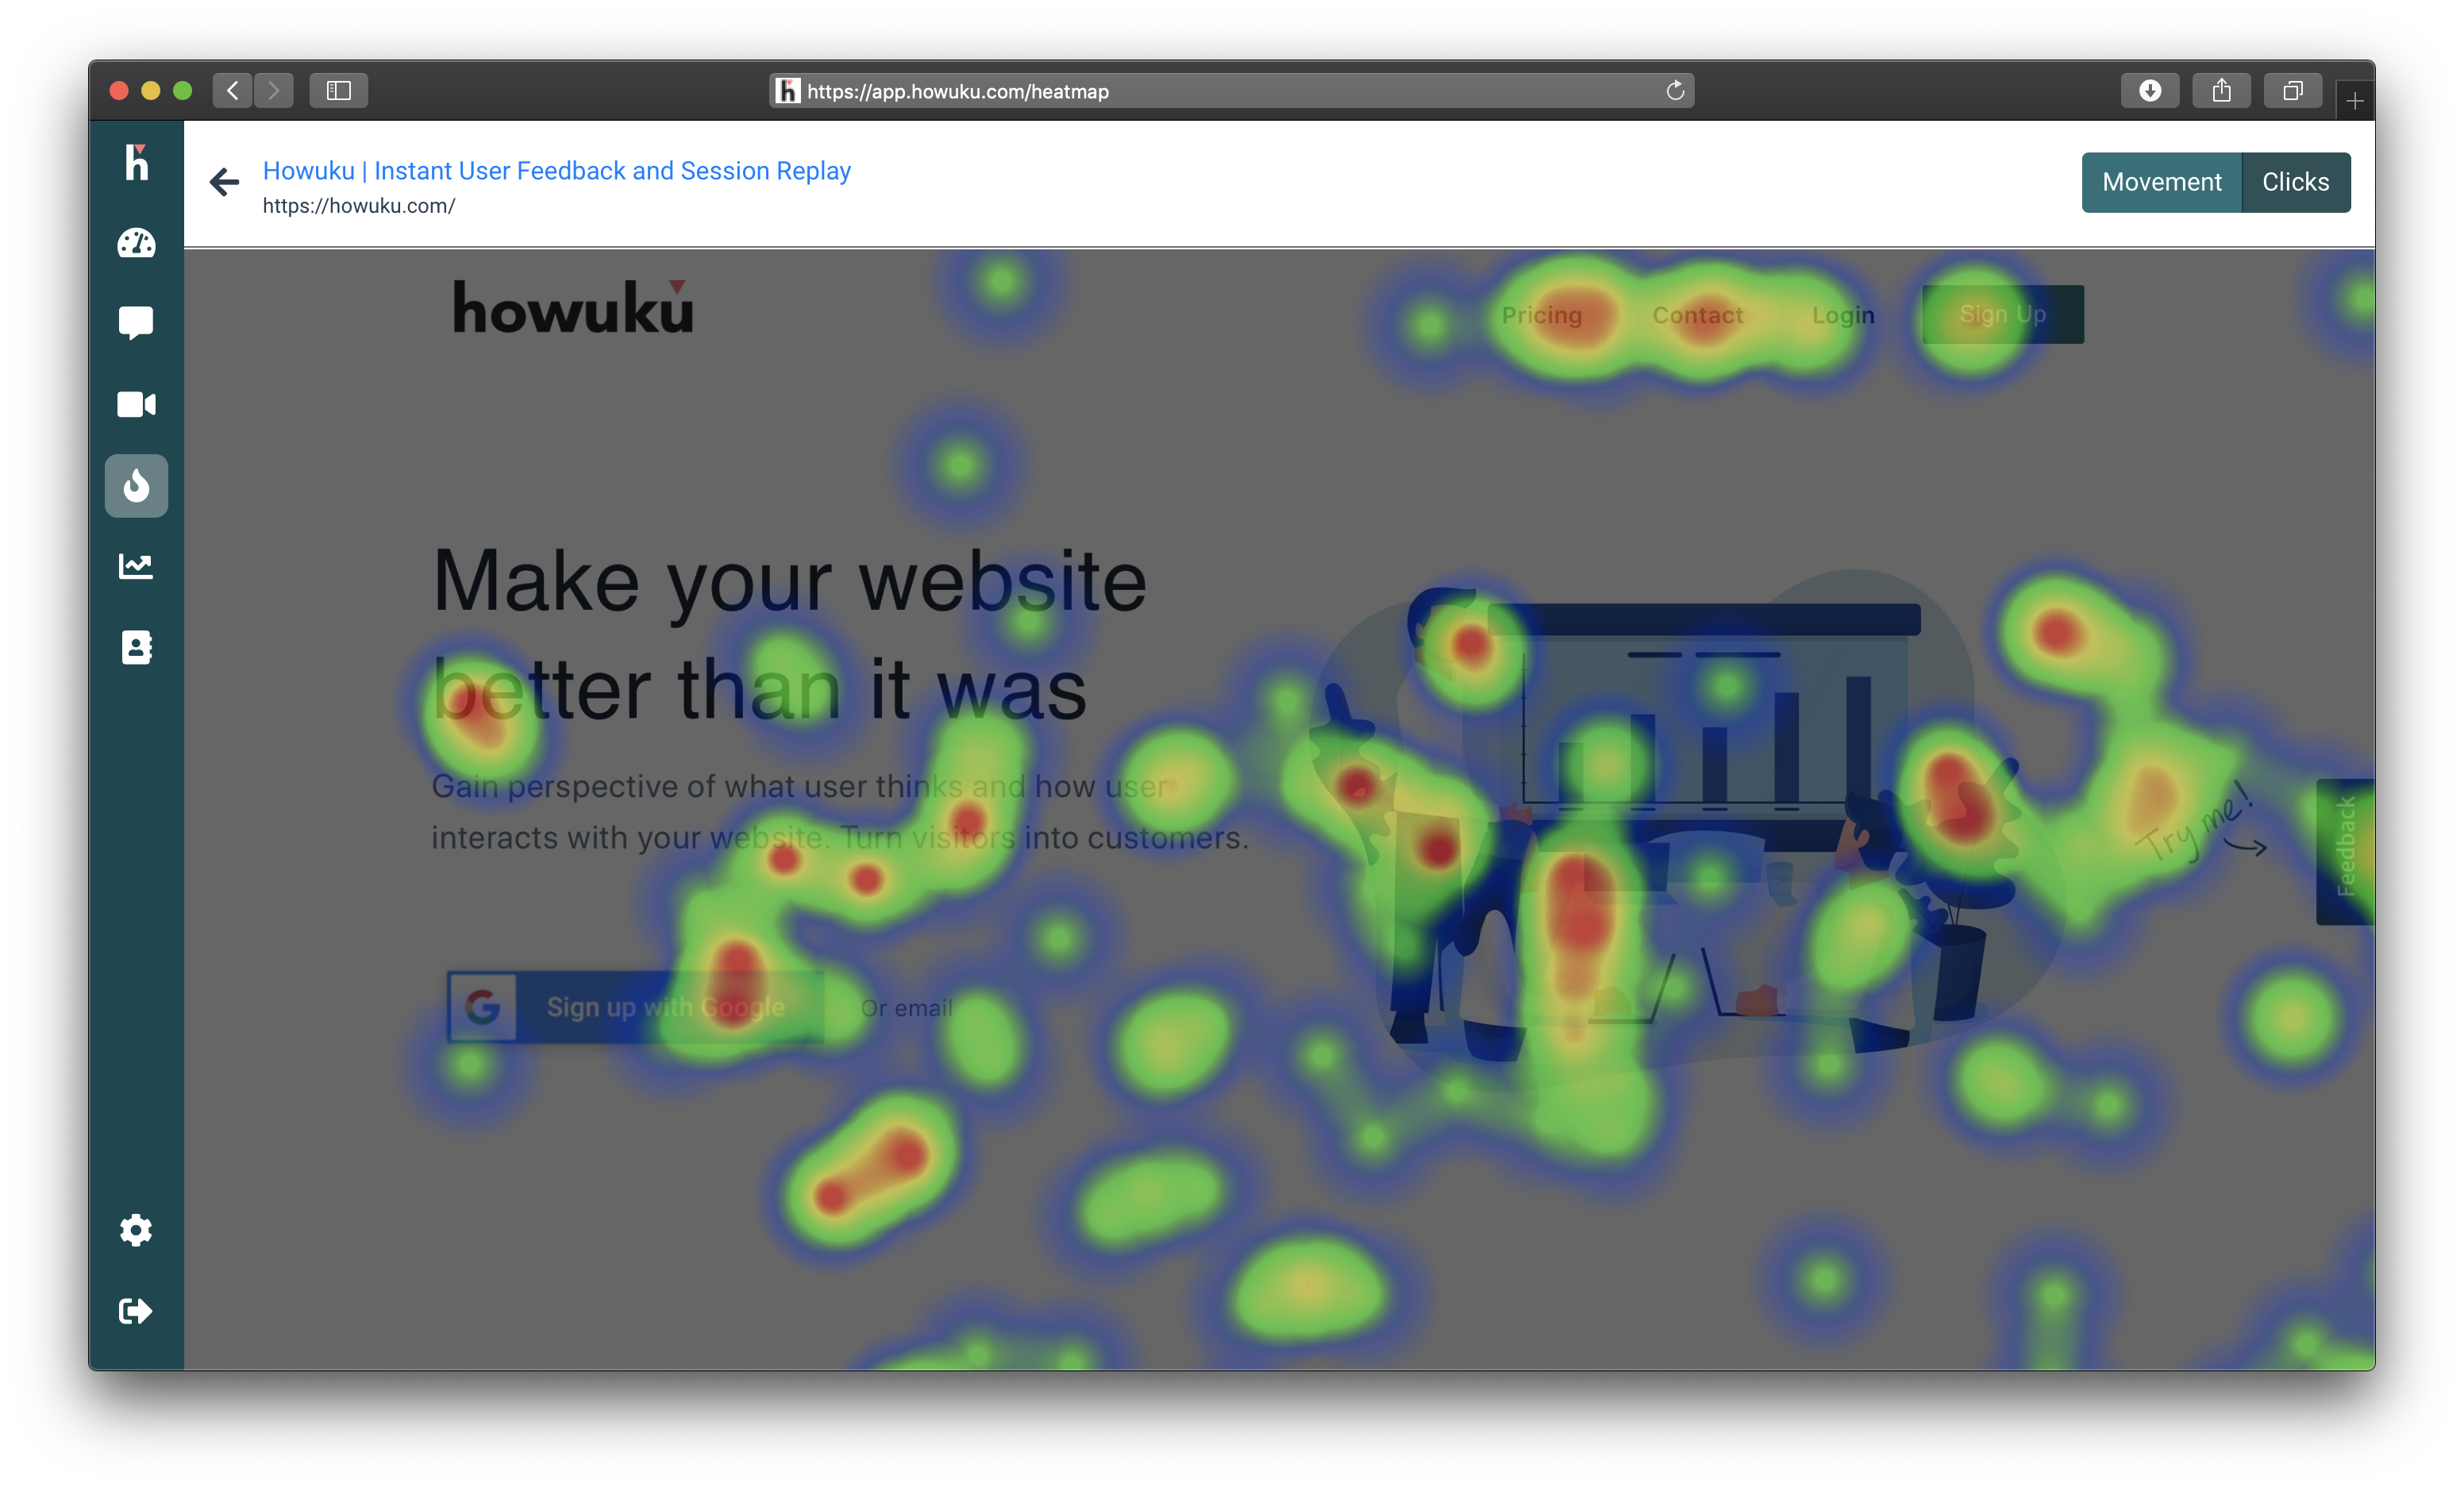 https://app.howuku.com/heatmap
h
Howuku | Instant User Feedback and Session Replay
https://howuku.com/
Movement
Clicks
howuku
Pricing
Contact
Login
Sign Up
Make your website
better than it was
Gain perspective of what user thinks and how user
interacts with your website. Turn visitors into customers.
Try me!
Feedback
G
Sign up with Google
Or email